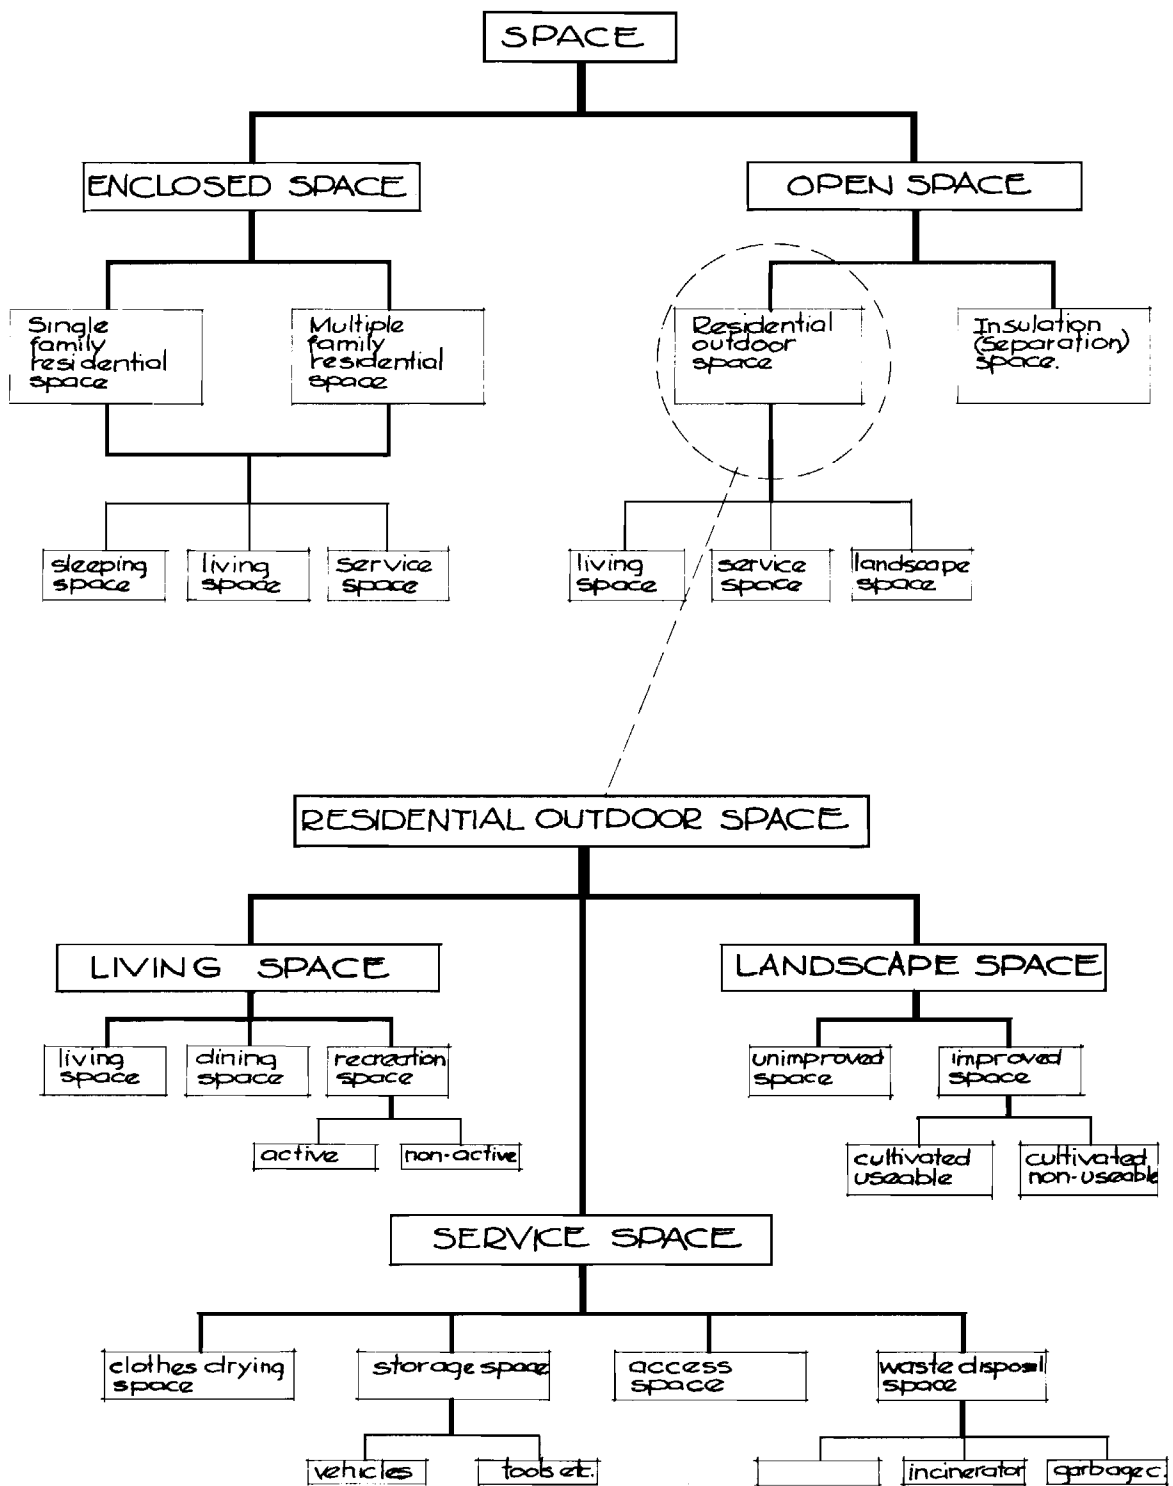 SPACE
ENCLOSED SPACE
OPEN SPACE
Single
family
residential
space
Multiple
family
residential
space
Residential
outdoor
space
Insulation
(separation)
space.
sleeping
space
living
space
service
space
living
space
service
space
landscape
space
RESIDENTIAL OUTDOOR SPACE
LIVING SPACE
LANDSCAPE SPACE
living
space
dining
space
recreation
space
unimproved
space
improved
space
active
non-active
cultivated
useable
cultivated
non-useable
SERVICE SPACE
clothes drying
space
storage space
access
space
waste disposal
space
vehicles
tools etc.
incinerator
garbage c.